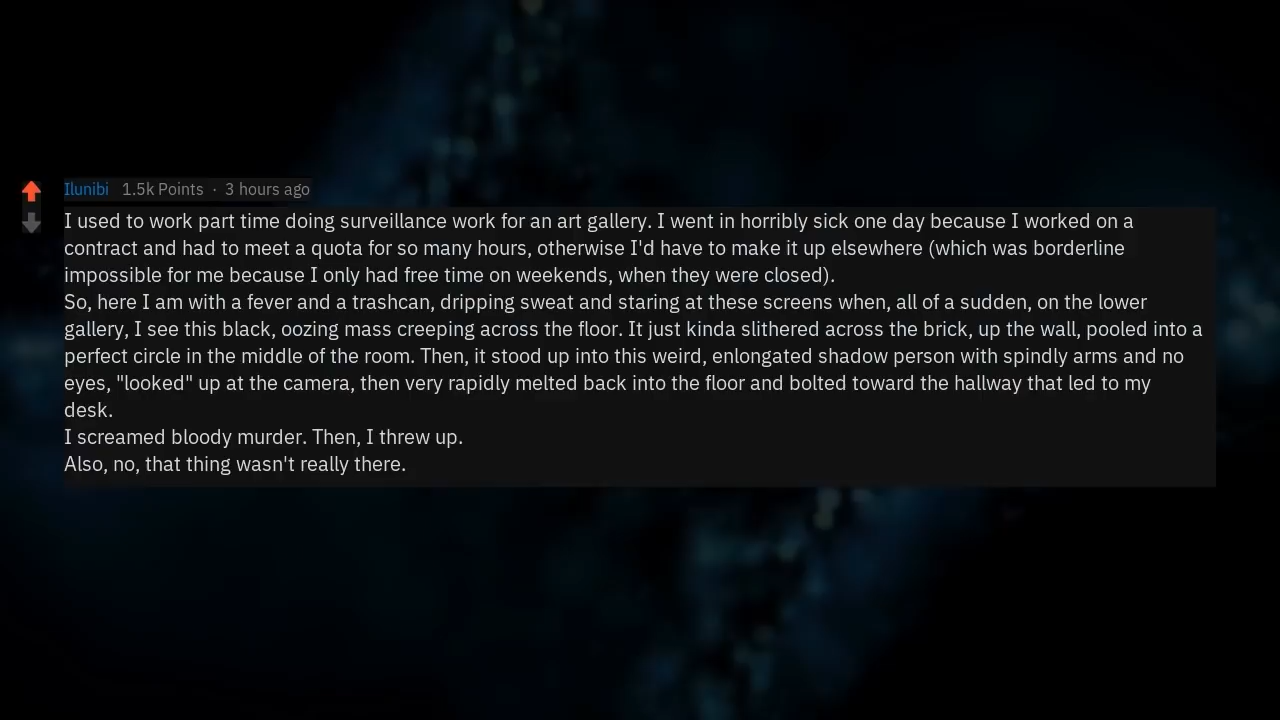 Ilunibi 1.5k Points · 3 hours ago
I used to work part time doing surveillance work for an art gallery. I went in horribly sick one day because I worked on a
contract and had to meet a quota for so many hours, otherwise I'd have to make it up elsewhere (which was borderline
impossible for me because I only had free time on weekends, when they were closed).
So, here I am with a fever and a trashcan, dripping sweat and staring at these screens when, all of a sudden, on the lower
gallery, I see this black, oozing mass creeping across the floor. It just kinda slithered across the brick, up the wall, pooled into a
perfect circle in the middle of the room. Then, it stood up into this weird, enlongated shadow person with spindly arms and no
eyes, "looked" up at the camera, then very rapidly melted back into the floor and bolted toward the hallway that led to my
desk.
I screamed bloody murder. Then, I threw up.
Also, no, that thing wasn't really there.